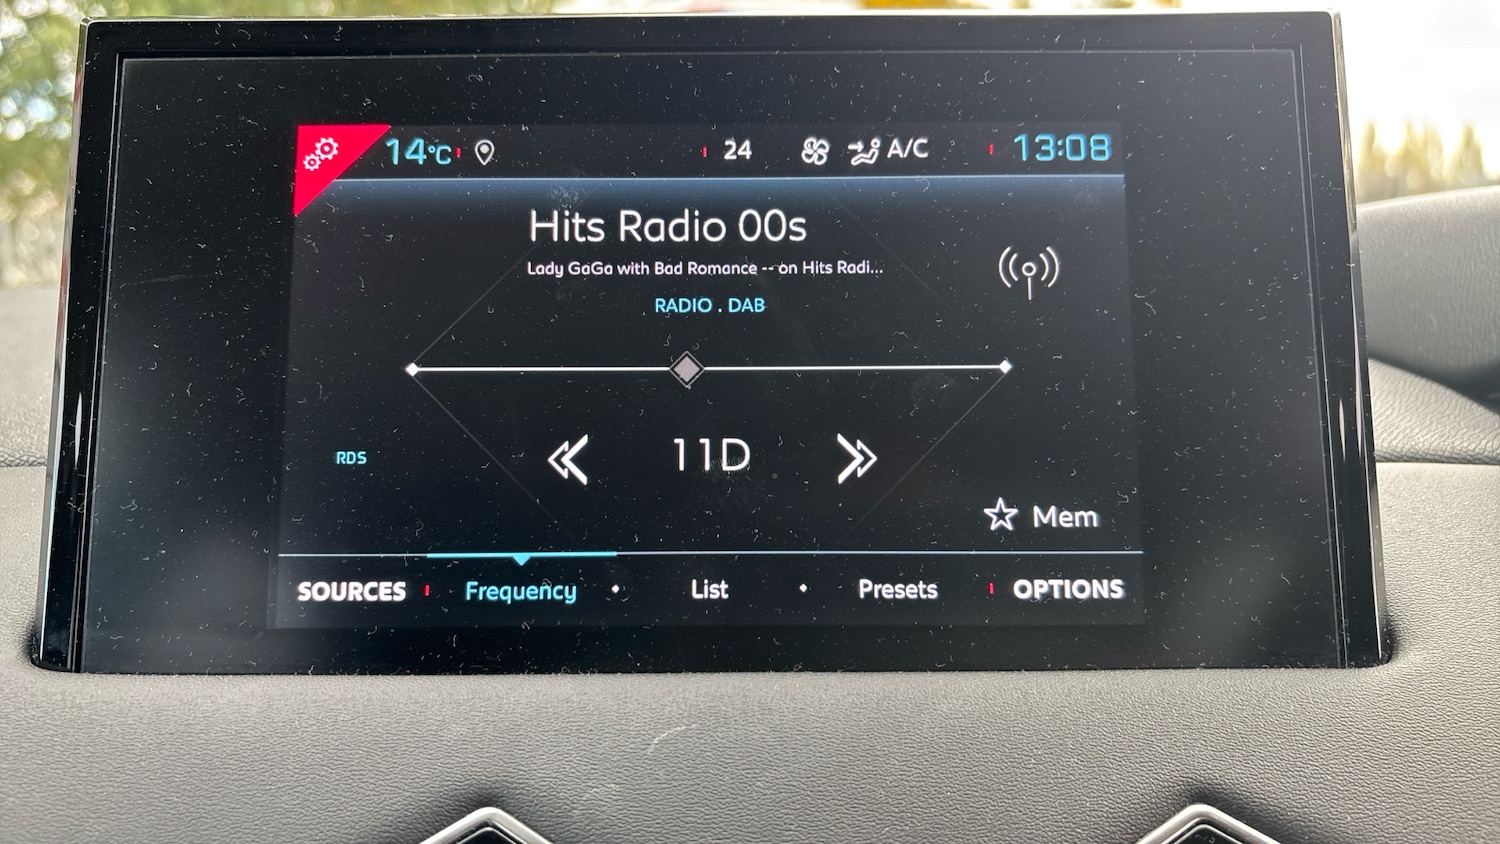 14°C 24 A/C 13:08
Hits Radio 00s
Lady GaGa with Bad Romance -- on Hits Radi...
RADIO . DAB
RDS 11D
Mem
SOURCES Frequency List Presets OPTIONS